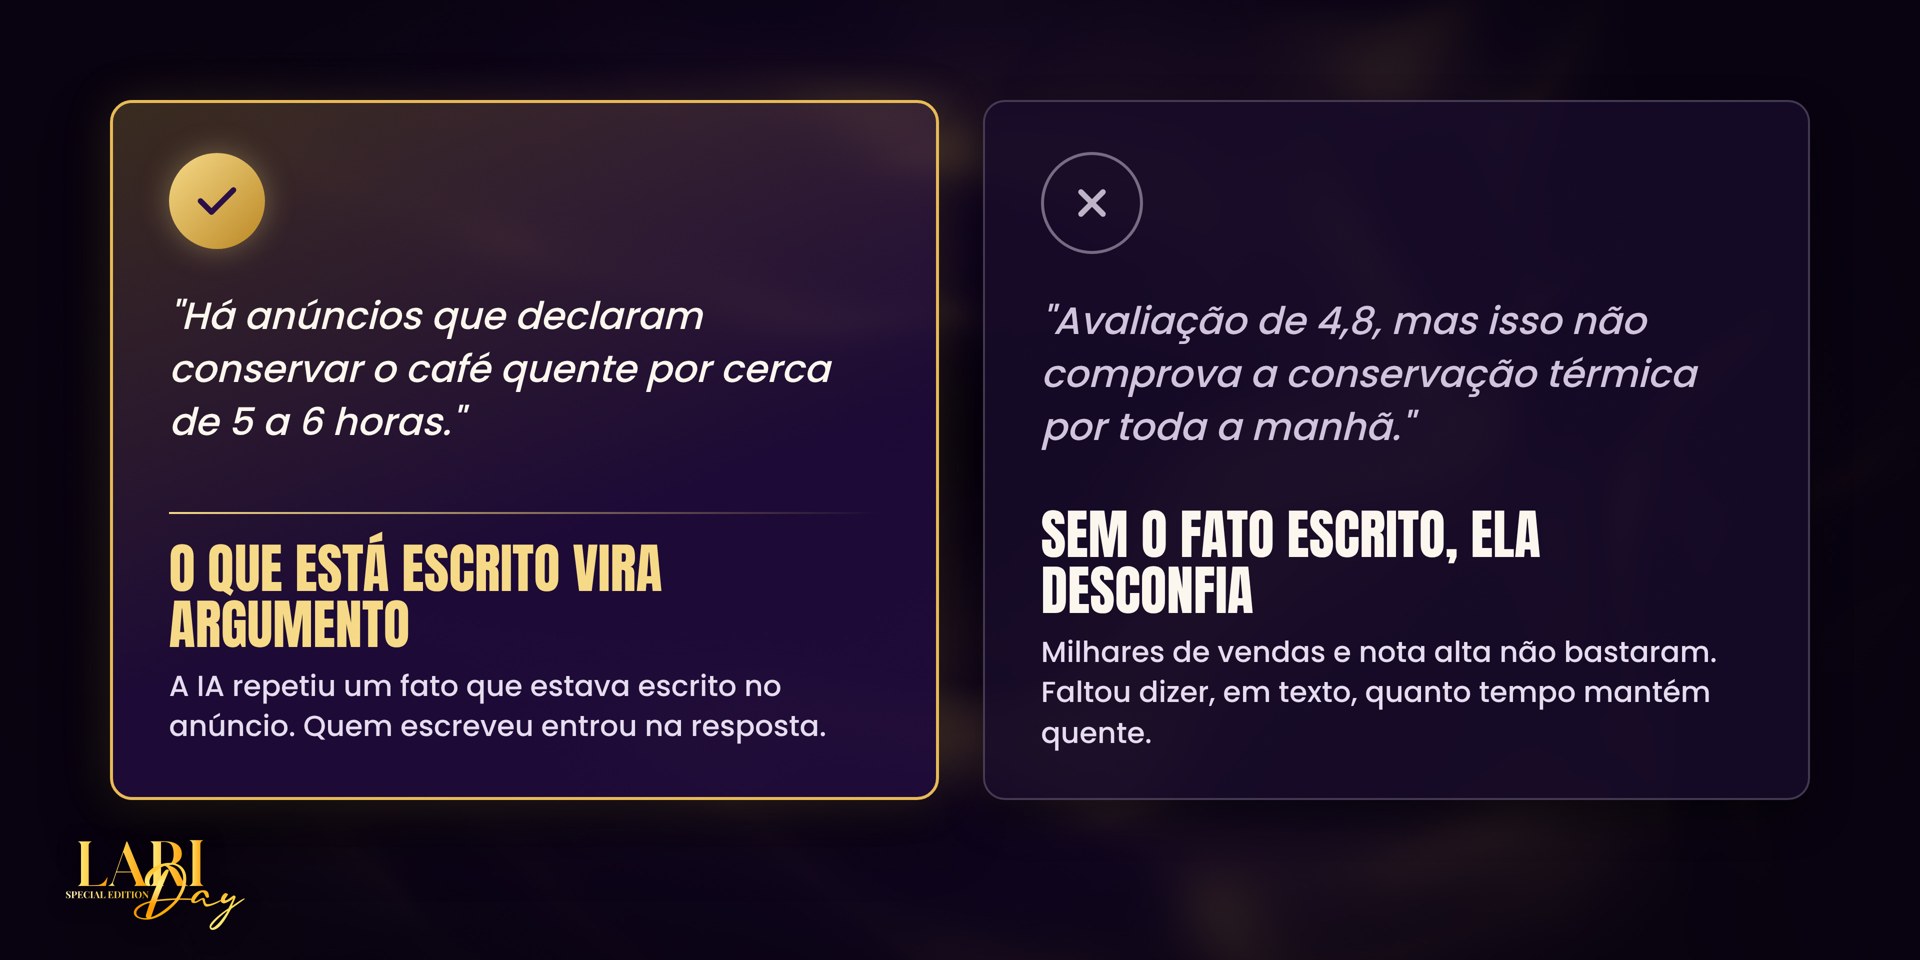 "Há anúncios que declaram
conservar o café quente por cerca
de 5 a 6 horas."
O QUE ESTÁ ESCRITO VIRA
ARGUMENTO
A IA repetiu um fato que estava escrito no
anúncio. Quem escreveu entrou na resposta.
"Avaliação de 4,8, mas isso não
comprova a conservação térmica
por toda a manhã."
SEM O FATO ESCRITO, ELA
DESCONFIA
Milhares de vendas e nota alta não bastaram.
Faltou dizer, em texto, quanto tempo mantém
quente.
LARI
SPECIAL EDITION
Day